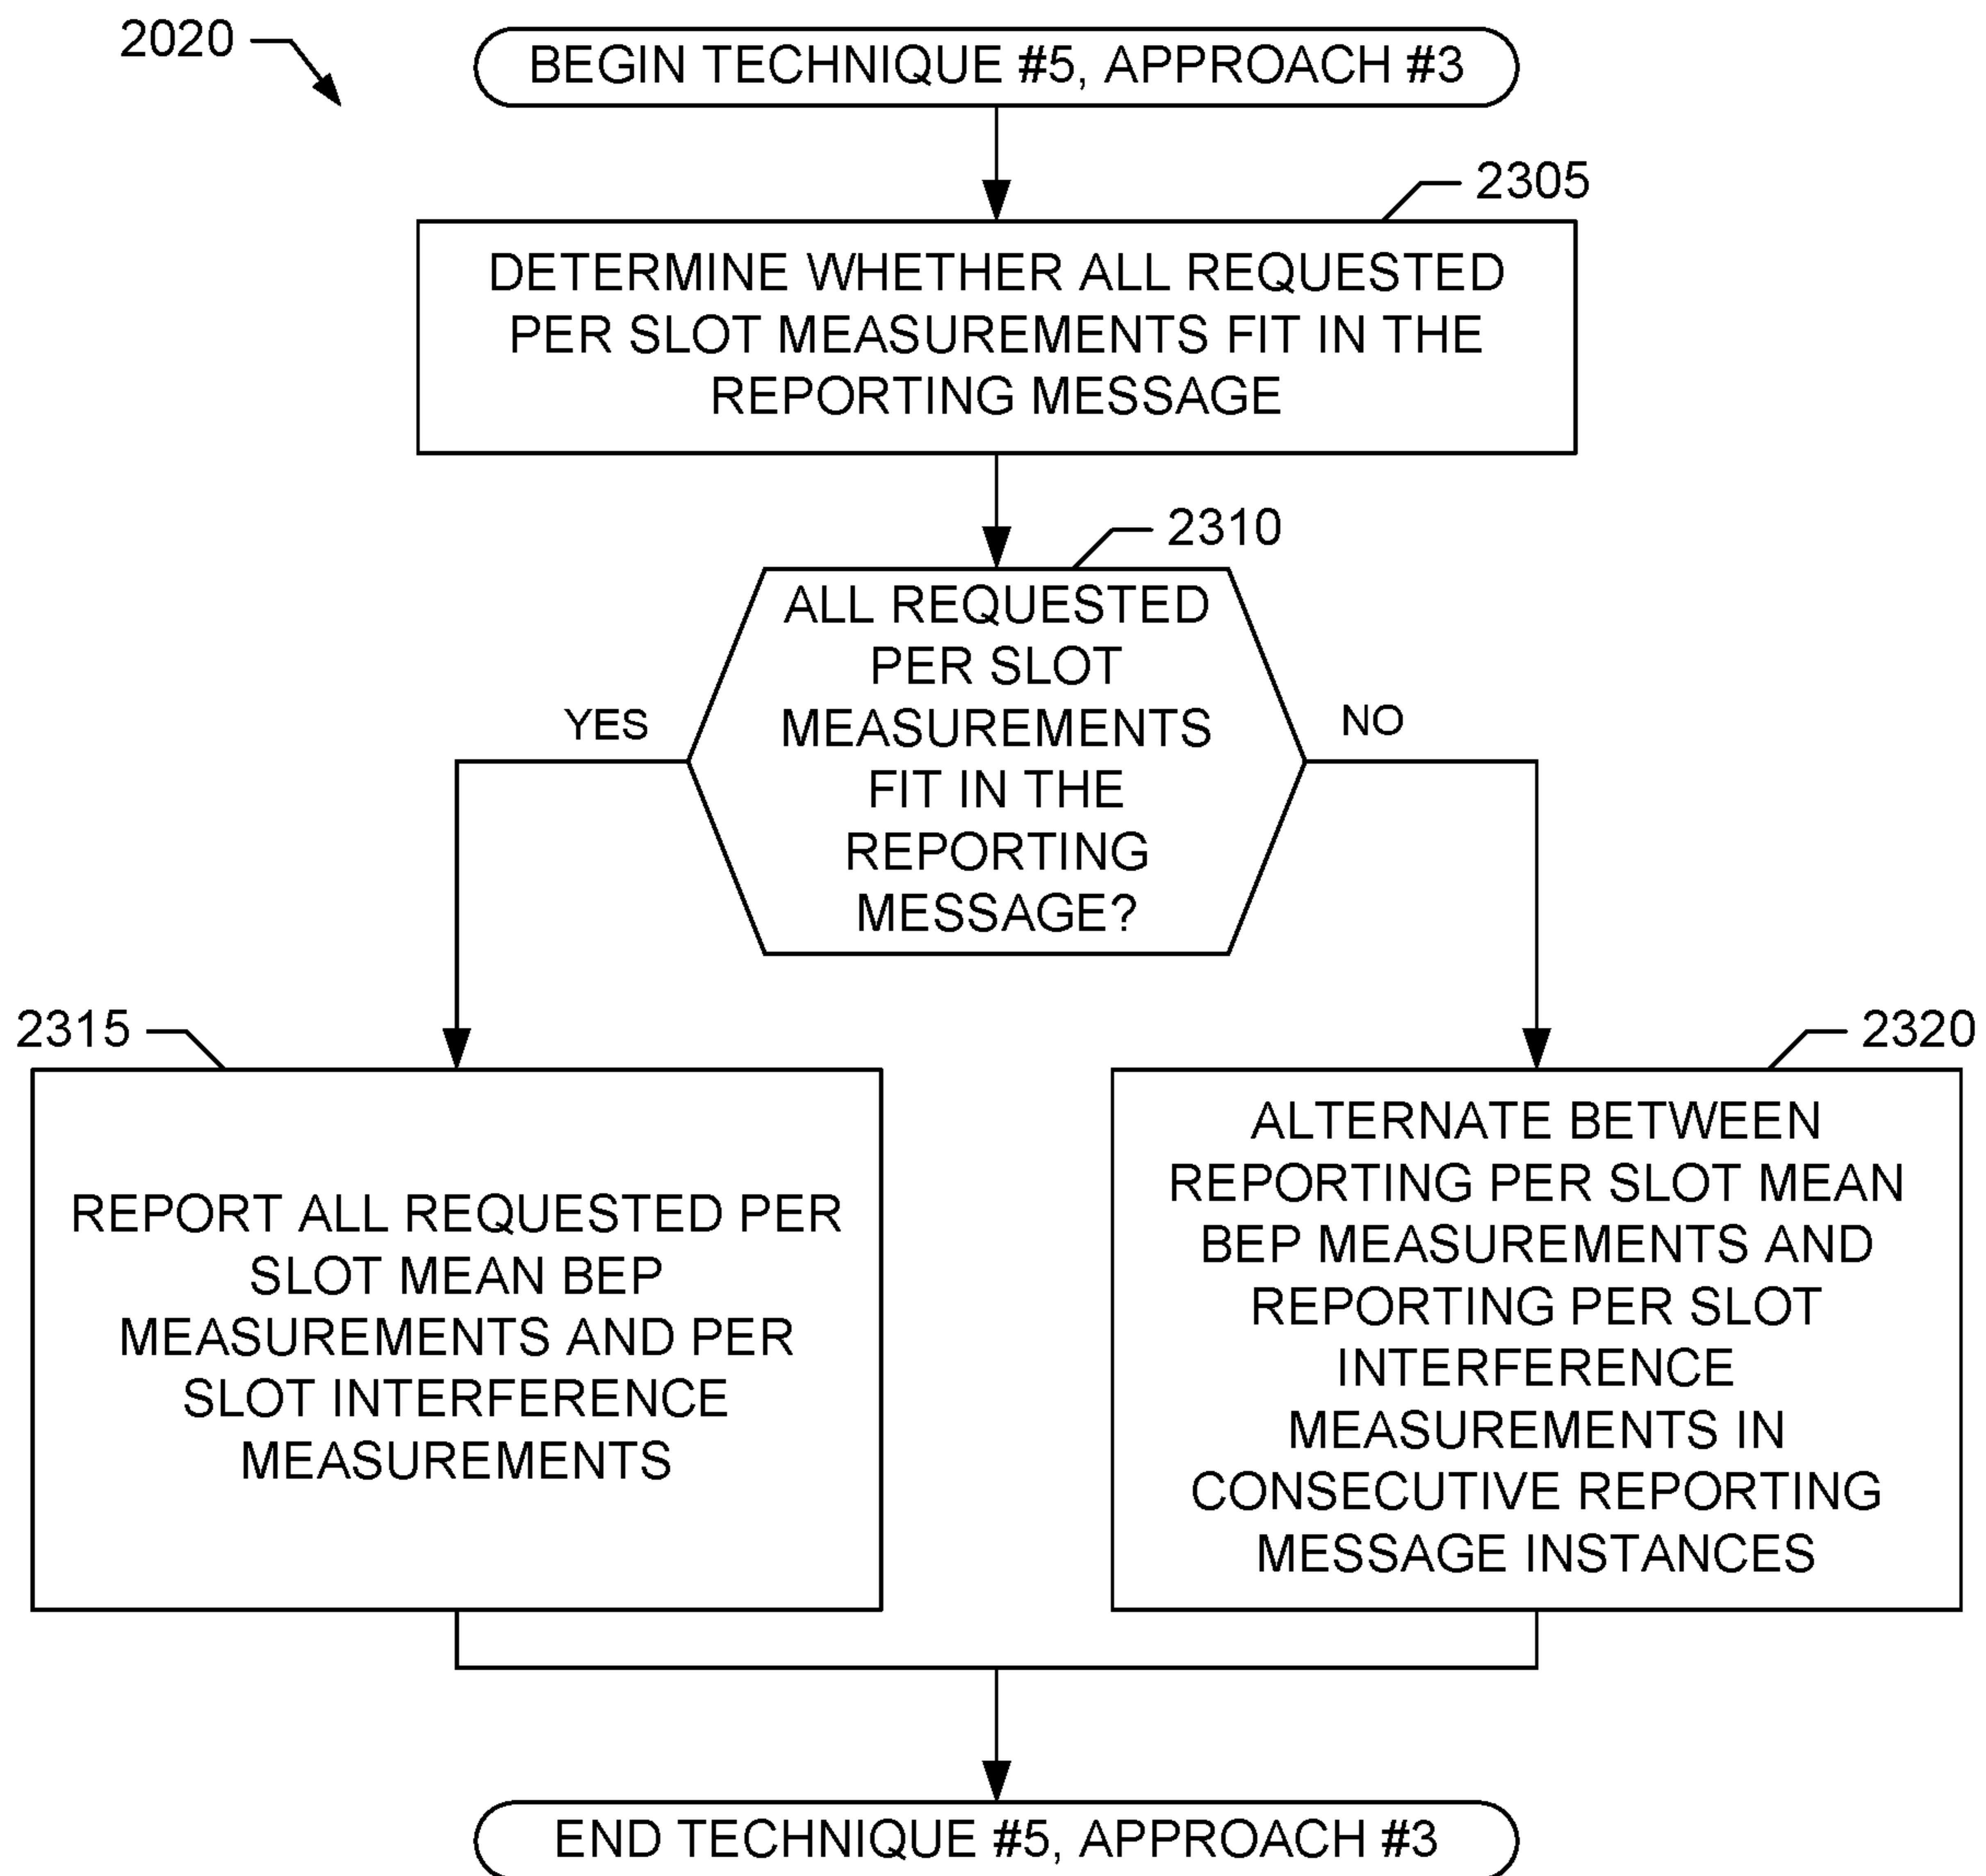 2020
BEGIN TECHNIQUE #5, APPROACH #3
2305
DETERMINE WHETHER ALL REQUESTED
PER SLOT MEASUREMENTS FIT IN THE
REPORTING MESSAGE
2310
ALL REQUESTED
PER SLOT
MEASUREMENTS
FIT IN THE
REPORTING
MESSAGE?
YES
NO
2315
REPORT ALL REQUESTED PER
SLOT MEAN BEP
MEASUREMENTS AND PER
SLOT INTERFERENCE
MEASUREMENTS
2320
ALTERNATE BETWEEN
REPORTING PER SLOT MEAN
BEP MEASUREMENTS AND
REPORTING PER SLOT
INTERFERENCE
MEASUREMENTS IN
CONSECUTIVE REPORTING
MESSAGE INSTANCES
END TECHNIQUE #5, APPROACH #3